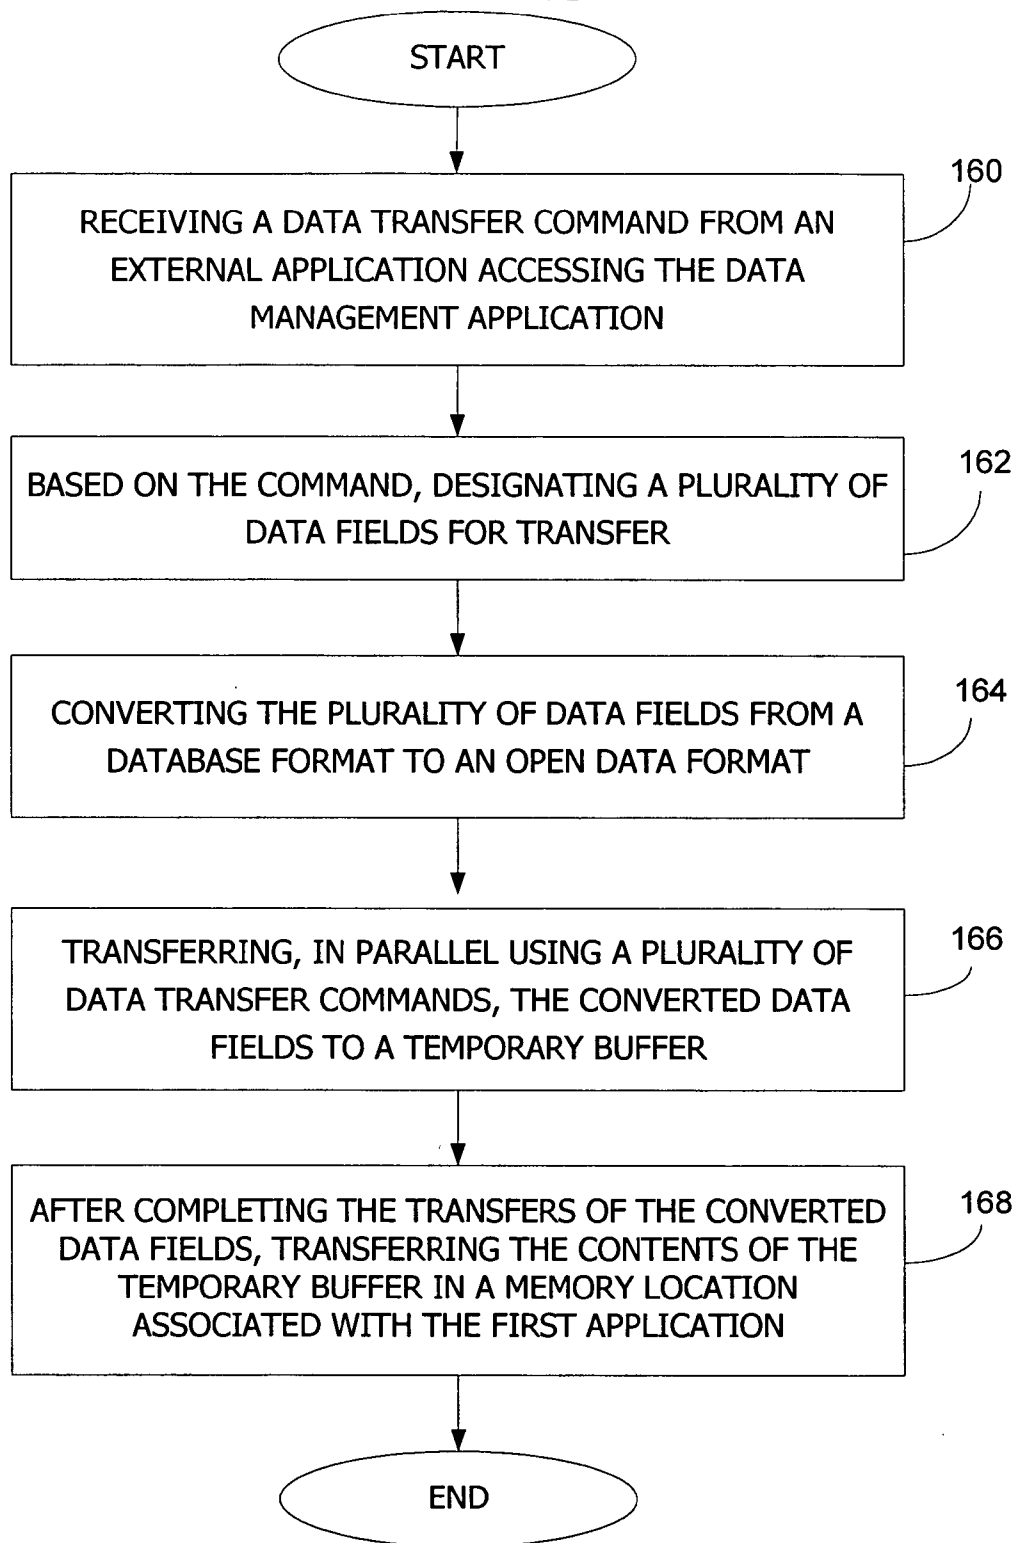 START
160
RECEIVING A DATA TRANSFER COMMAND FROM AN
EXTERNAL APPLICATION ACCESSING THE DATA
MANAGEMENT APPLICATION
162
BASED ON THE COMMAND, DESIGNATING A PLURALITY OF
DATA FIELDS FOR TRANSFER
164
CONVERTING THE PLURALITY OF DATA FIELDS FROM A
DATABASE FORMAT TO AN OPEN DATA FORMAT
166
TRANSFERRING, IN PARALLEL USING A PLURALITY OF
DATA TRANSFER COMMANDS, THE CONVERTED DATA
FIELDS TO A TEMPORARY BUFFER
168
AFTER COMPLETING THE TRANSFERS OF THE CONVERTED
DATA FIELDS, TRANSFERRING THE CONTENTS OF THE
TEMPORARY BUFFER IN A MEMORY LOCATION
ASSOCIATED WITH THE FIRST APPLICATION
END